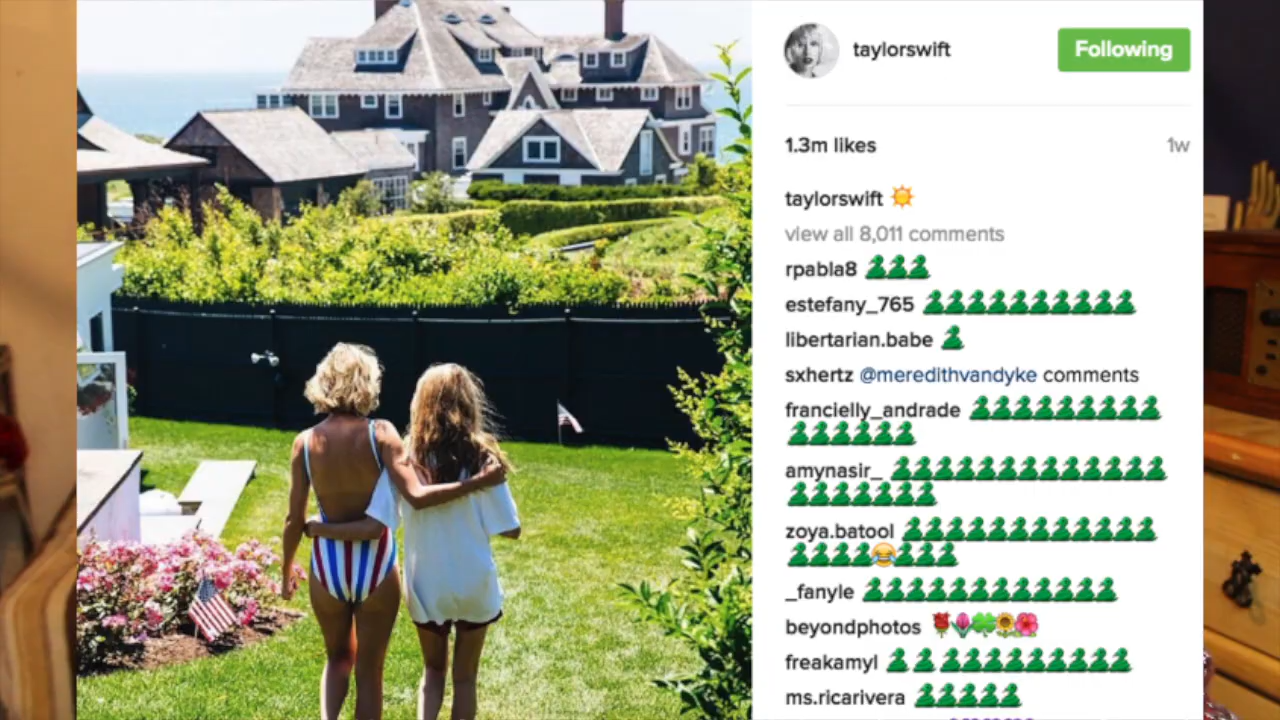 taylorswift
Following
1.3m likes 1w
taylorswift ☀️
view all 8,011 comments
rpabla8 🐍🐍🐍
estefany_765 🐍🐍🐍🐍🐍🐍🐍🐍🐍🐍
libertarian.babe 🐍
sxhertz @meredithvandyke comments
francielly_andrade 🐍🐍🐍🐍🐍🐍🐍🐍🐍
🐍🐍🐍🐍🐍🐍
amynasir_ 🐍🐍🐍🐍🐍🐍🐍🐍🐍🐍🐍🐍🐍
🐍🐍🐍🐍🐍🐍🐍
zoya.batool 🐍🐍🐍🐍🐍🐍🐍🐍🐍🐍🐍🐍
🐍🐍🐍🐍😂🐍🐍🐍
_fanyle 🐍🐍🐍🐍🐍🐍🐍🐍🐍🐍🐍🐍
beyondphotos 🌹🌷🍀🌻🌺
freakamyl 🐍 🐍 🐍🐍🐍🐍🐍🐍🐍🐍🐍
ms.ricarivera 🐍🐍🐍🐍🐍